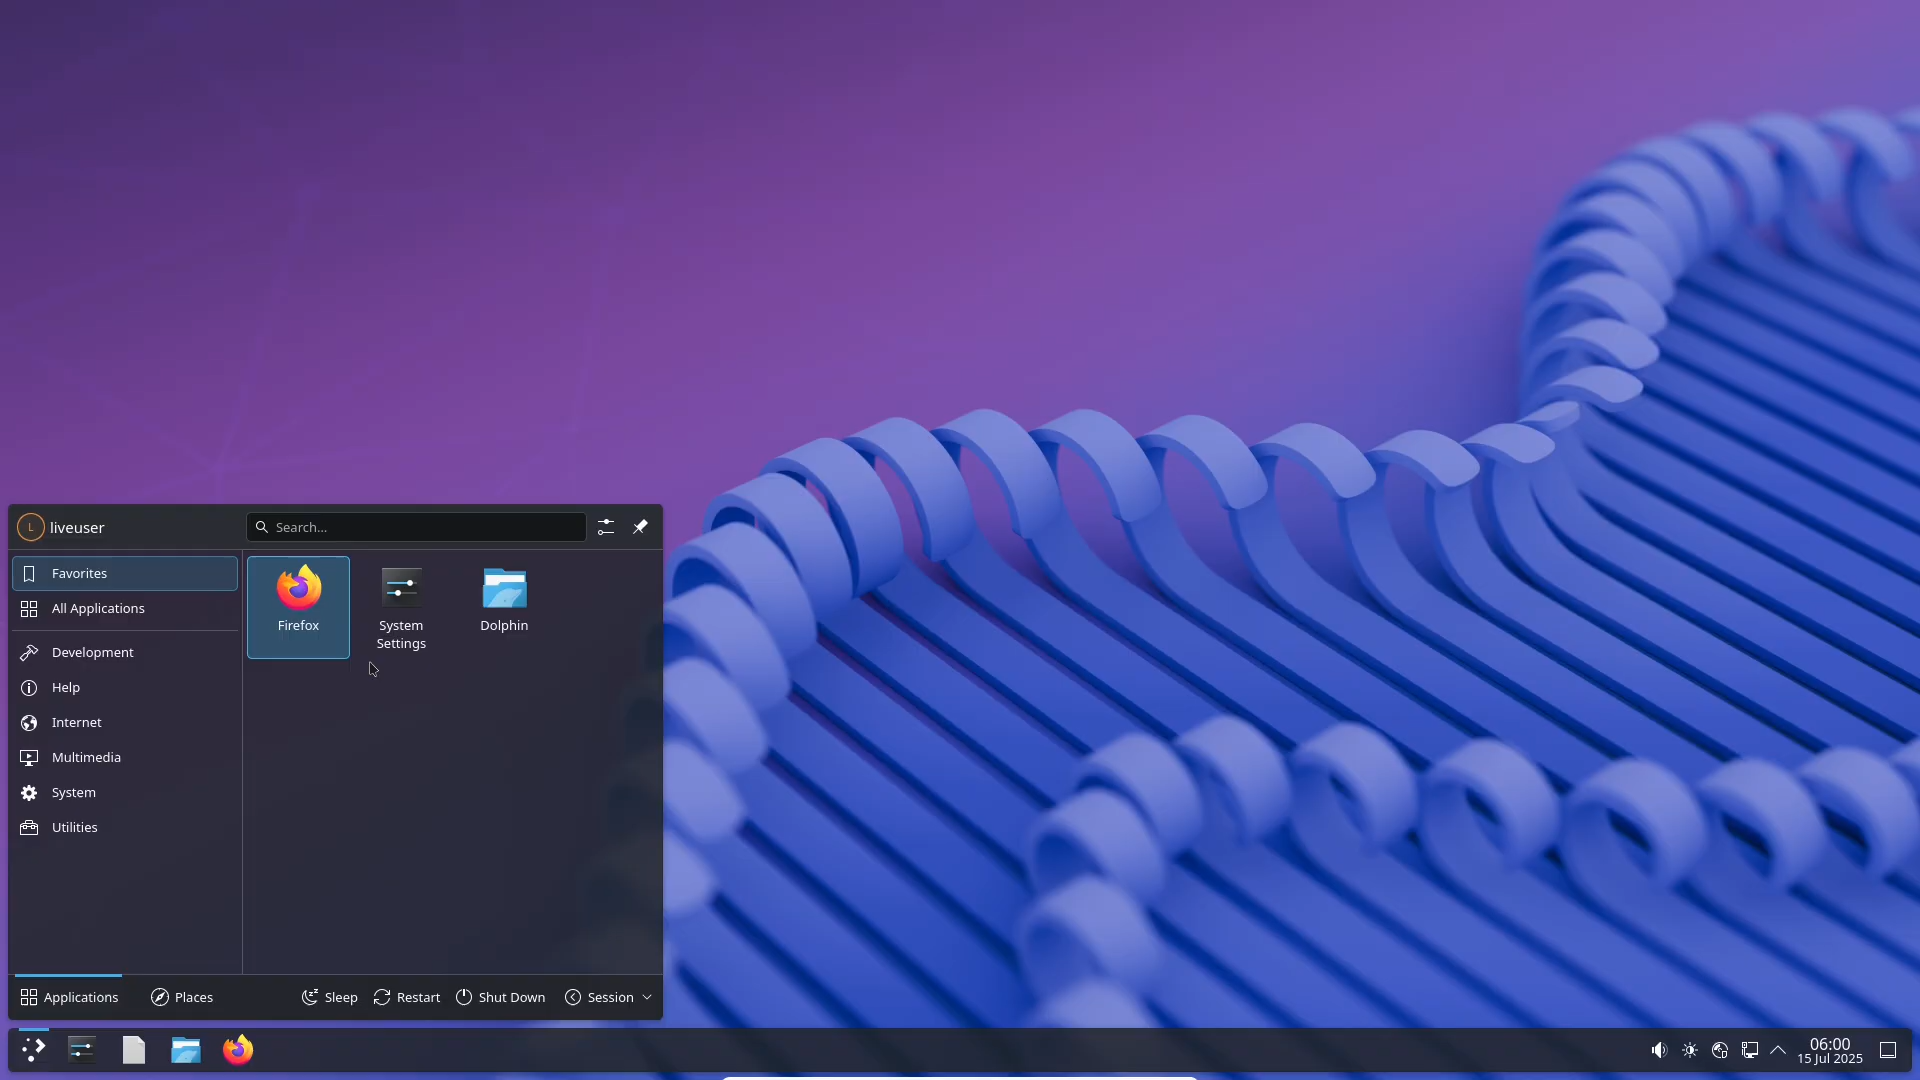 L
liveuser
Search...
Favorites
All Applications
Development
Help
Internet
Multimedia
System
Utilities
Firefox
System
Settings
Dolphin
Applications
Places
Sleep
Restart
Shut Down
Session
06:00
15 Jul 2025